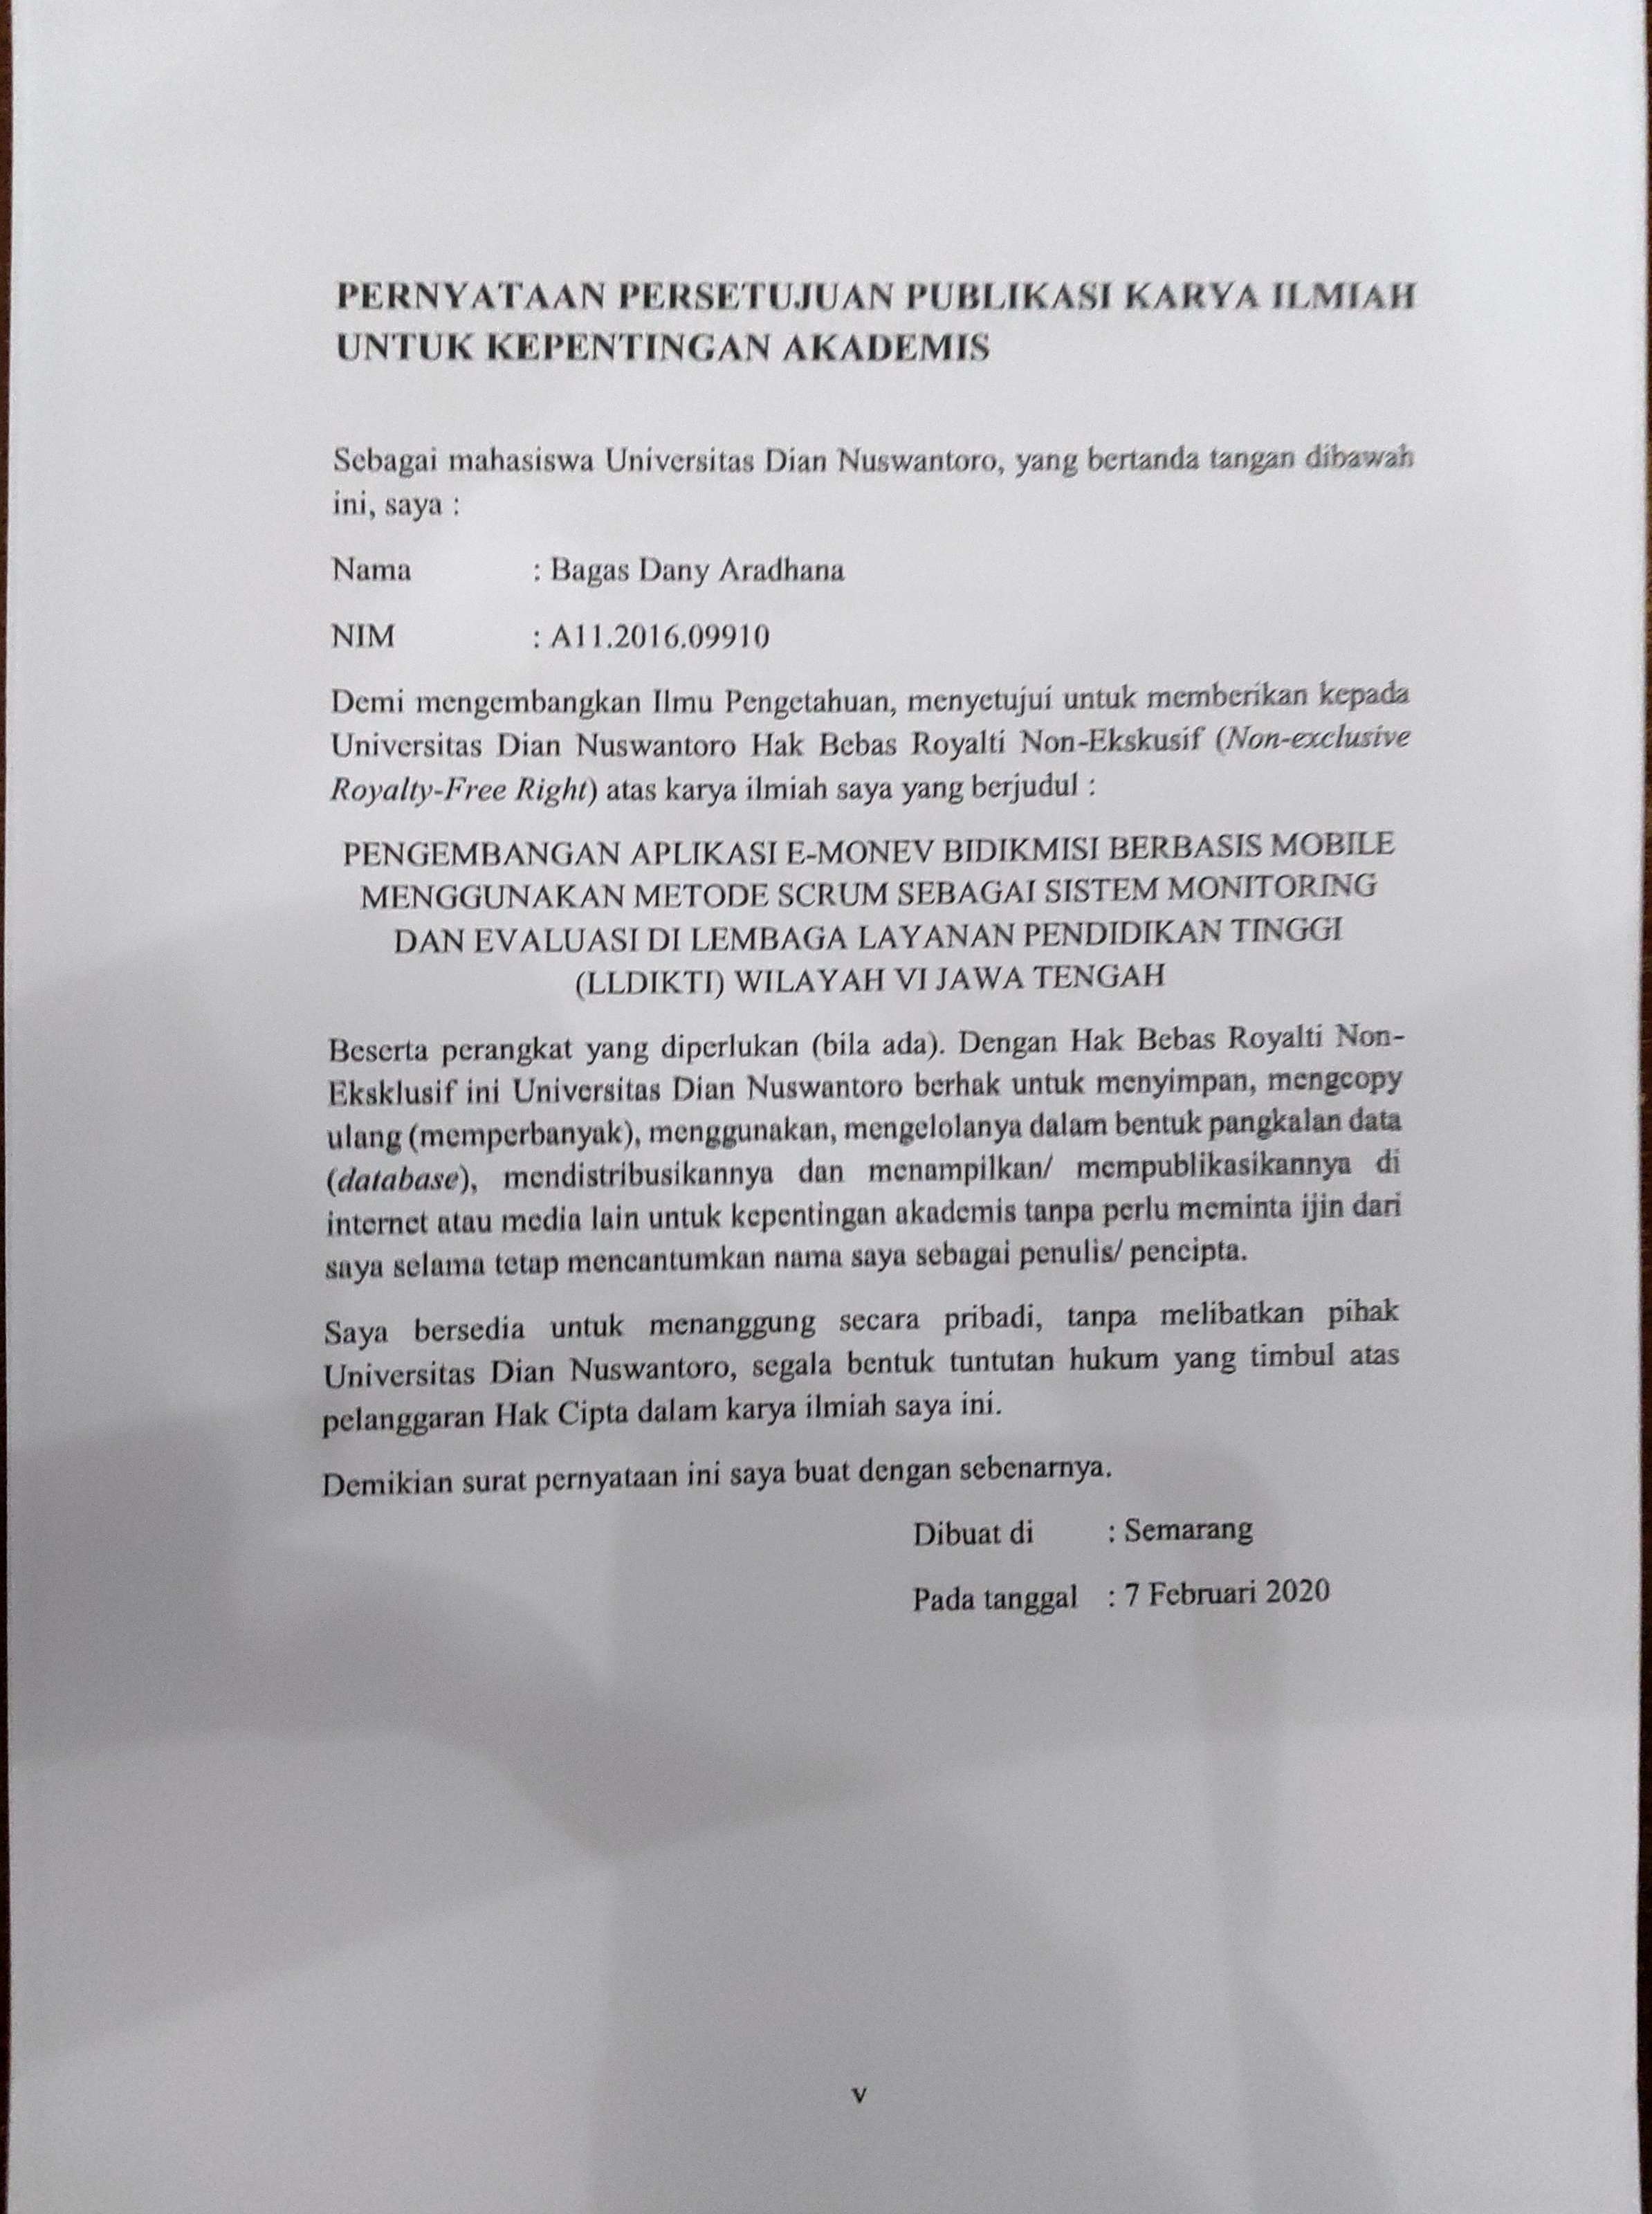 PERNYATAAN PERSETUJUAN PUBLIKASI KARYA ILMIAH
UNTUK KEPENTINGAN AKADEMIS
Sebagai mahasiswa Universitas Dian Nuswantoro, yang bertanda tangan dibawah
ini, saya :
Nama : Bagas Dany Aradhana
NIM : A11.2016.09910
Demi mengembangkan Ilmu Pengetahuan, menyetujui untuk memberikan kepada
Universitas Dian Nuswantoro Hak Bebas Royalti Non-Ekskusif (Non-exclusive
Royalty-Free Right) atas karya ilmiah saya yang berjudul :
PENGEMBANGAN APLIKASI E-MONEV BIDIKMISI BERBASIS MOBILE
MENGGUNAKAN METODE SCRUM SEBAGAI SISTEM MONITORING
DAN EVALUASI DI LEMBAGA LAYANAN PENDIDIKAN TINGGI
(LLDIKTI) WILAYAH VI JAWA TENGAH
Beserta perangkat yang diperlukan (bila ada). Dengan Hak Bebas Royalti Non-
Eksklusif ini Universitas Dian Nuswantoro berhak untuk menyimpan, mengcopy
ulang (memperbanyak), menggunakan, mengelolanya dalam bentuk pangkalan data
(database), mendistribusikannya dan menampilkan/ mempublikasikannya di
internet atau media lain untuk kepentingan akademis tanpa perlu meminta ijin dari
saya selama tetap mencantumkan nama saya sebagai penulis/ pencipta.
Saya bersedia untuk menanggung secara pribadi, tanpa melibatkan pihak
Universitas Dian Nuswantoro, segala bentuk tuntutan hukum yang timbul atas
pelanggaran Hak Cipta dalam karya ilmiah saya ini.
Demikian surat pernyataan ini saya buat dengan sebenarnya.
Dibuat di : Semarang
Pada tanggal : 7 Februari 2020
v